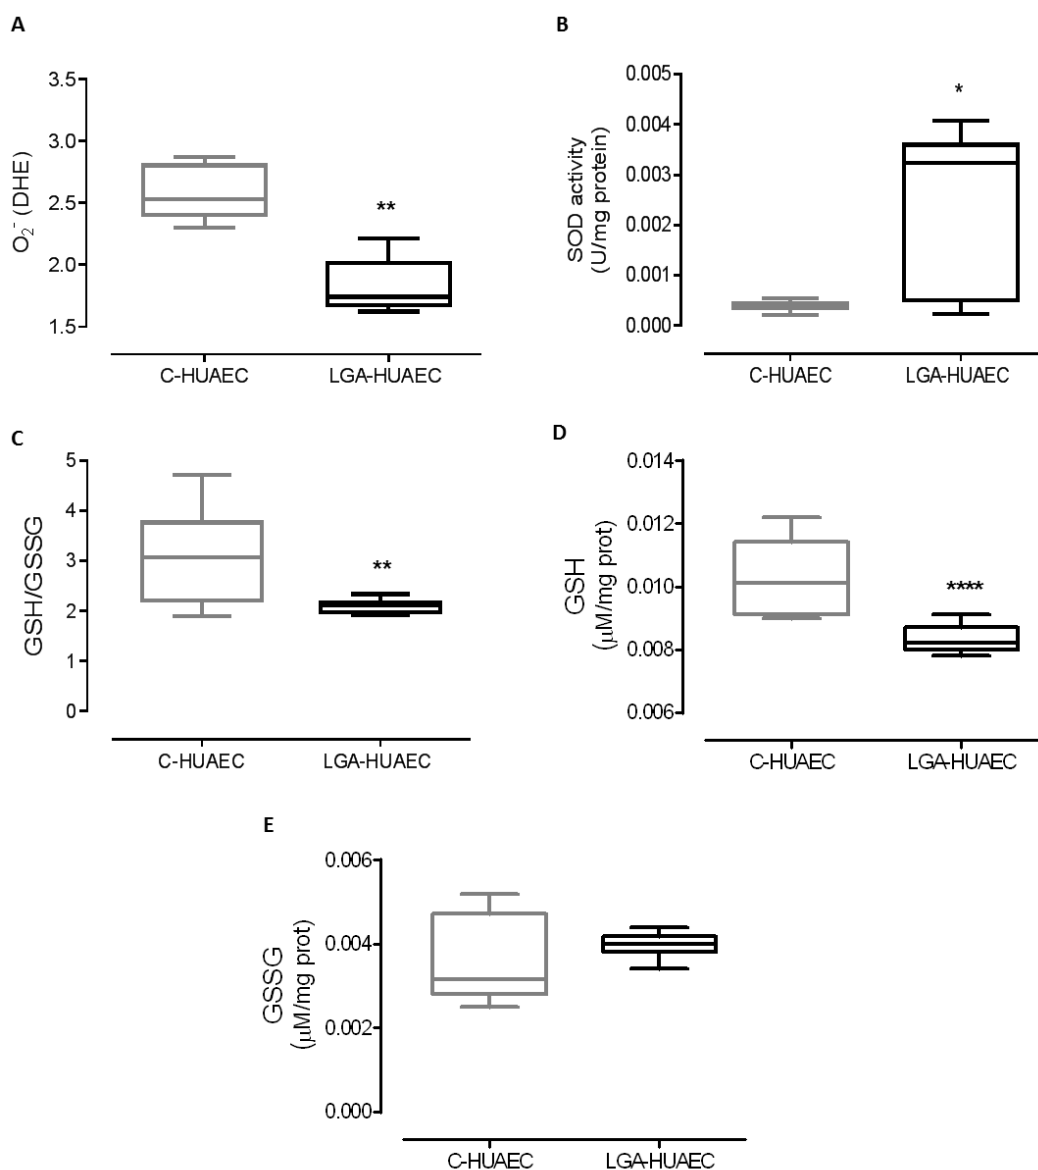 A
O₂⁻ (DHE)
3.5
3.0
2.5
2.0
1.5
**
C-HUAEC
LGA-HUAEC
B
SOD activity
(U/mg protein)
0.005
0.004
0.003
0.002
0.001
0.000
*
C-HUAEC
LGA-HUAEC
C
GSH/GSSG
5
4
3
2
1
0
**
C-HUAEC
LGA-HUAEC
D
GSH
(μM/mg prot)
0.014
0.012
0.010
0.008
0.006
****
C-HUAEC
LGA-HUAEC
E
GSSG
(μM/mg prot)
0.006
0.004
0.002
0.000
C-HUAEC
LGA-HUAEC